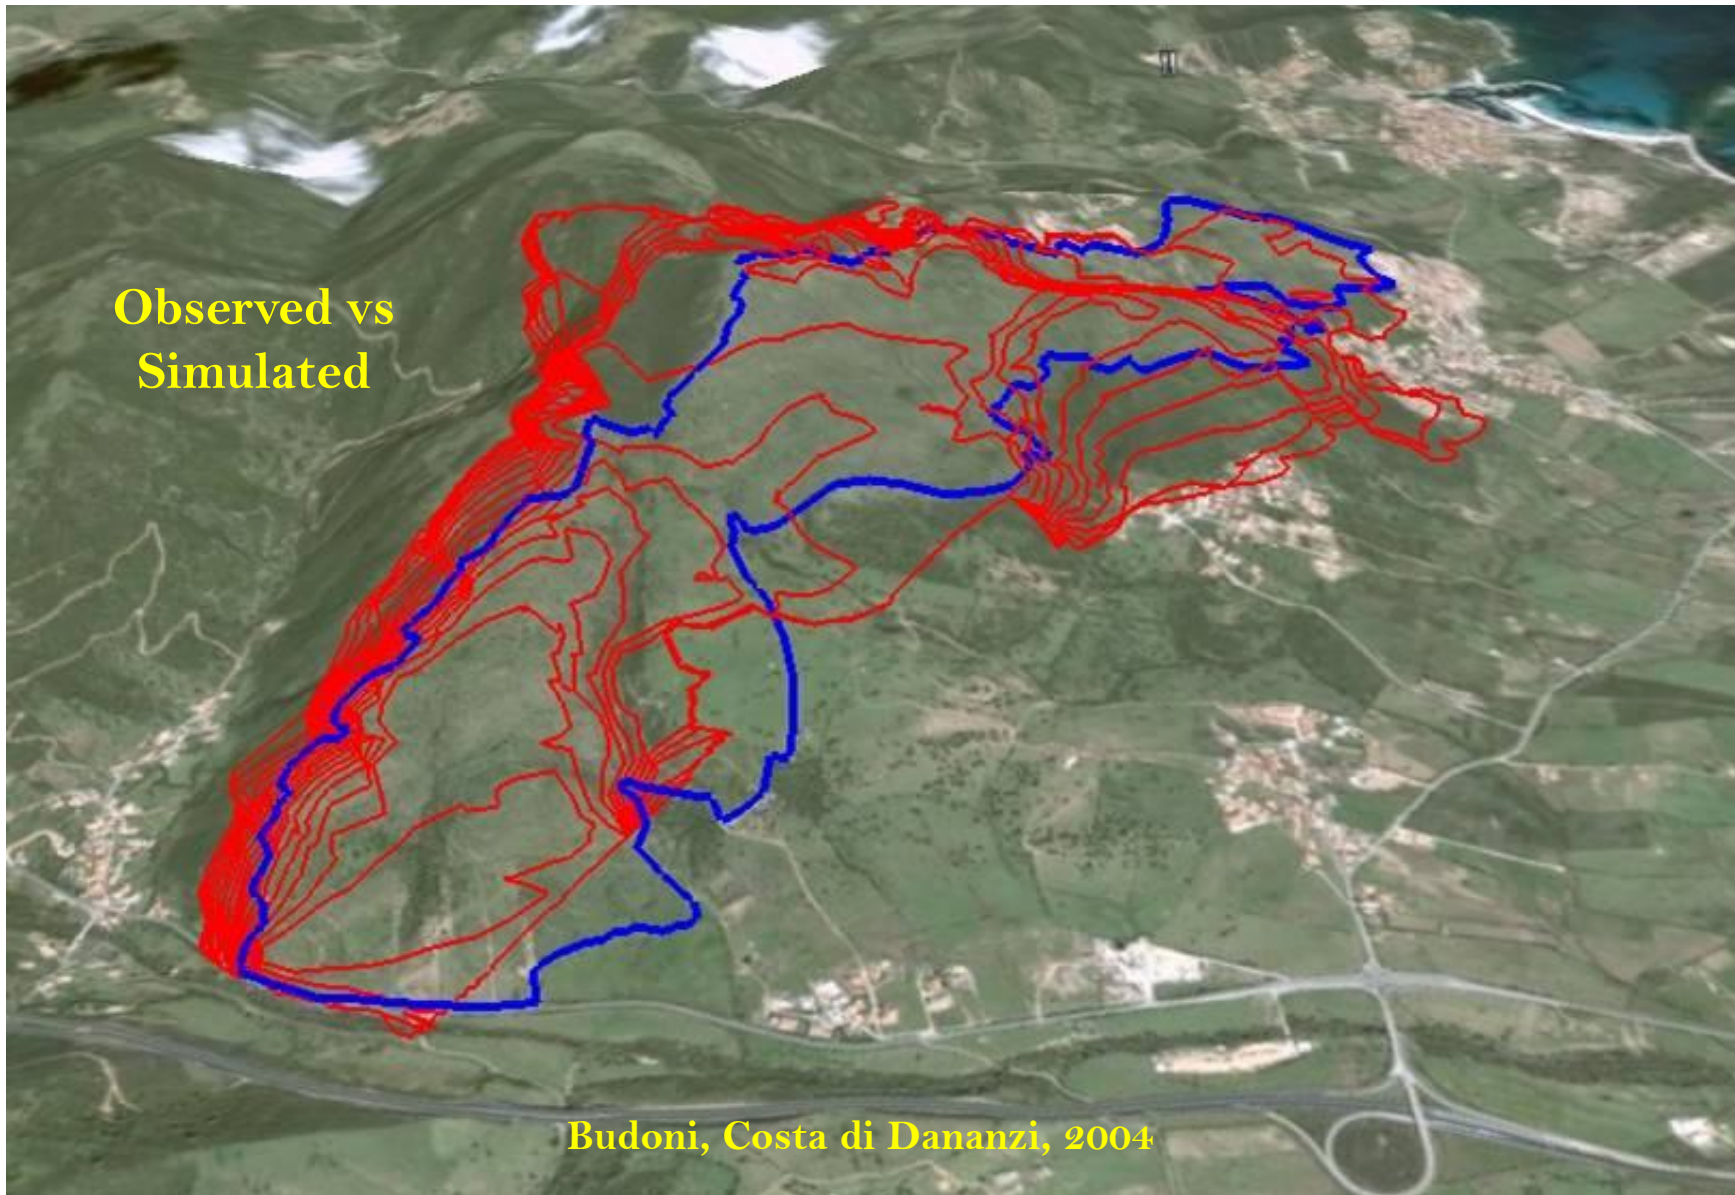 Observed vs
Simulated
Budoni, Costa di Dananzi, 2004